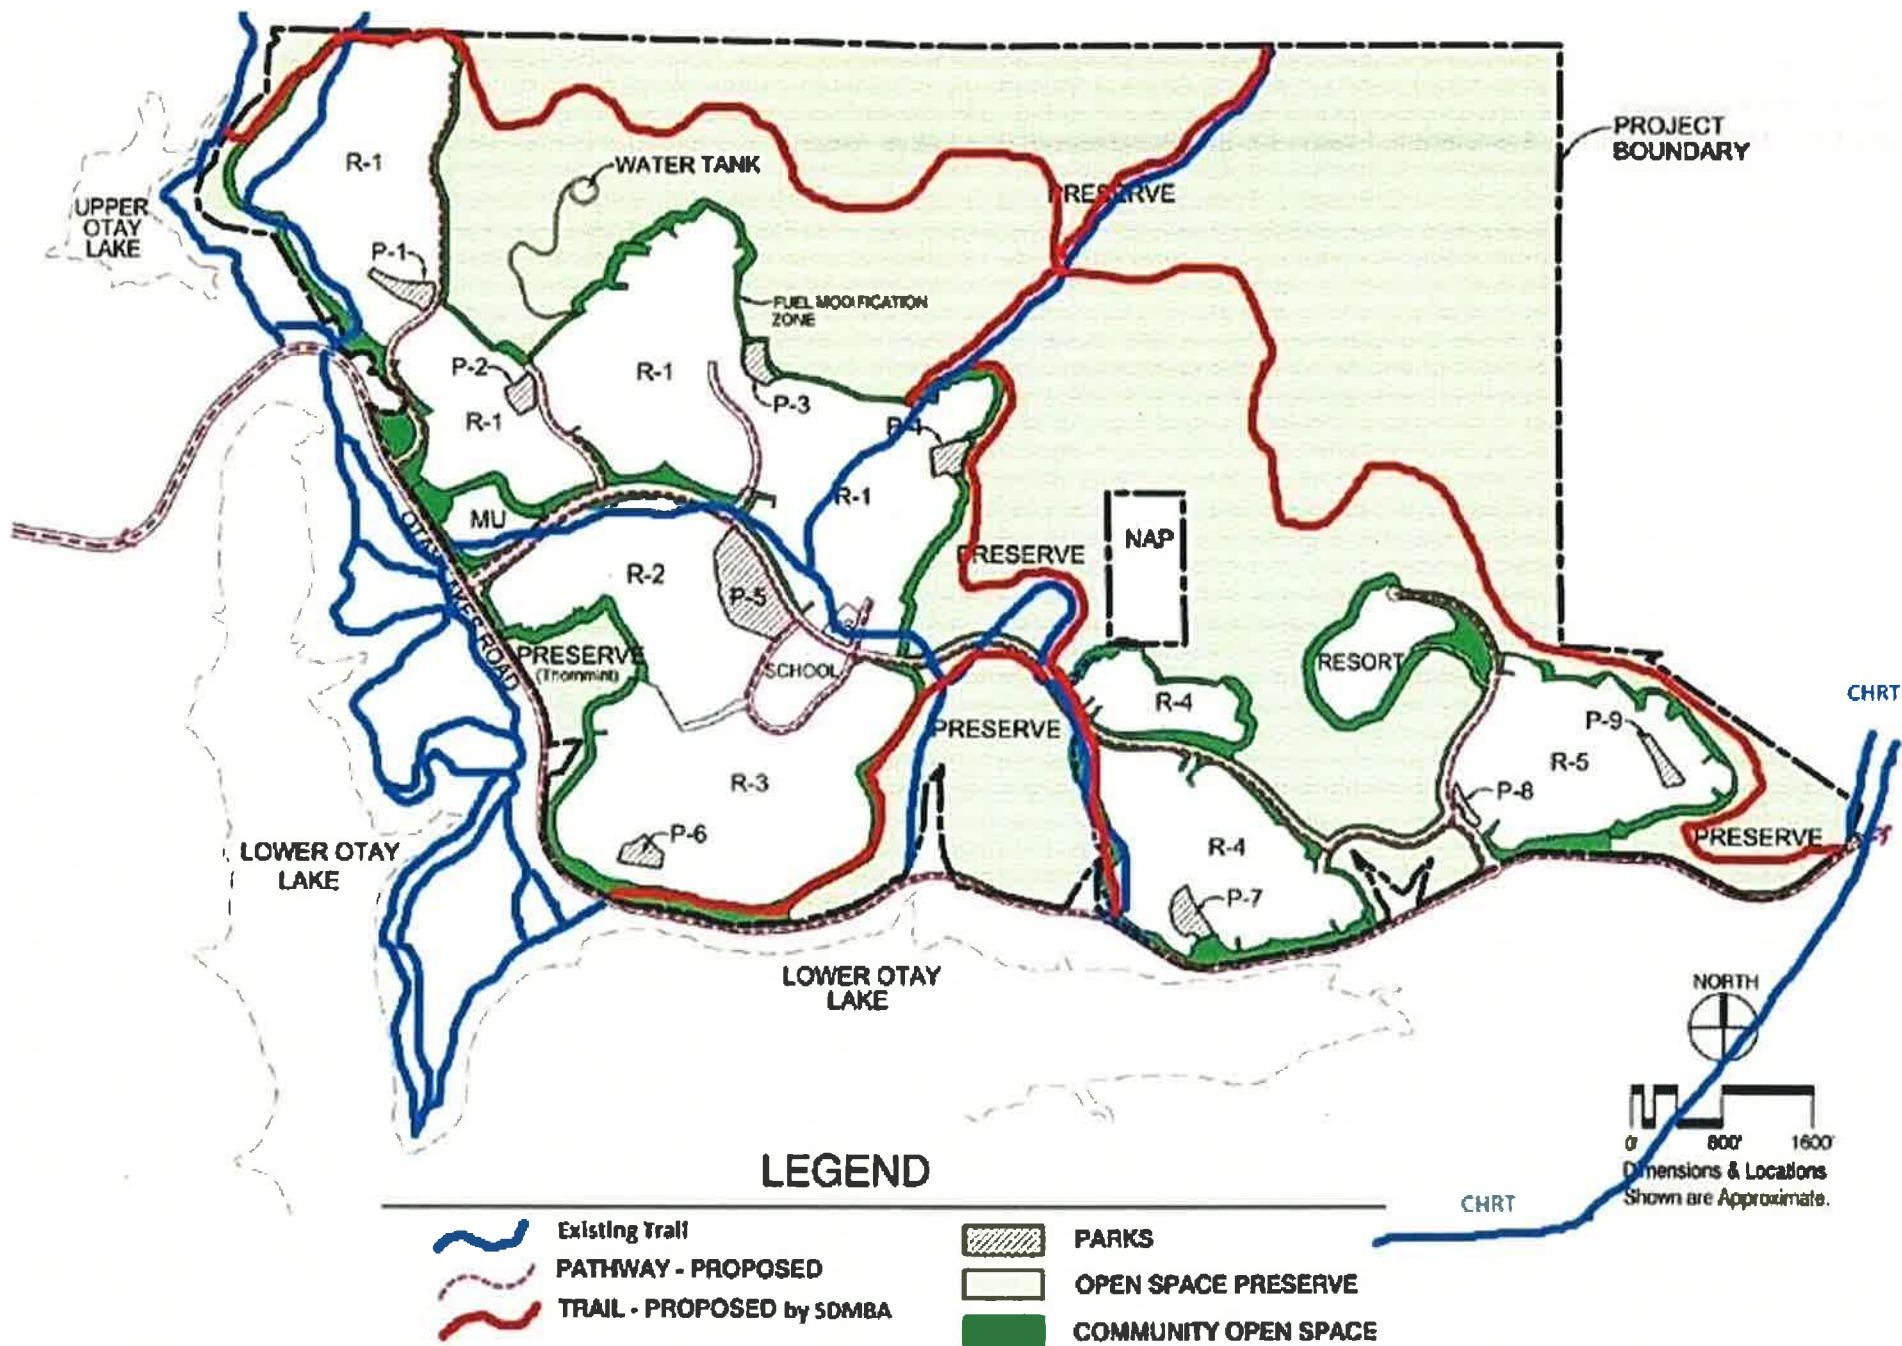 PROJECT
BOUNDARY
R-1
WATER TANK
PRESERVE
UPPER
OTAY
LAKE
P-1
FUEL MODIFICATION
ZONE
P-2
R-1
P-3
R-1
P-4
R-1
MU
OTAY LAKES ROAD
NAP
PRESERVE
R-2
P-5
PRESERVE
(Thornmint)
SCHOOL
RESORT
R-4
CHRT
PRESERVE
P-9
R-5
R-3
P-8
P-6
PRESERVE
LOWER OTAY
LAKE
R-4
P-7
LOWER OTAY
LAKE
NORTH
0' 800' 1600'
Dimensions & Locations
Shown are Approximate.
CHRT
LEGEND
Existing Trail
PATHWAY - PROPOSED
TRAIL - PROPOSED by SDMBA
PARKS
OPEN SPACE PRESERVE
COMMUNITY OPEN SPACE